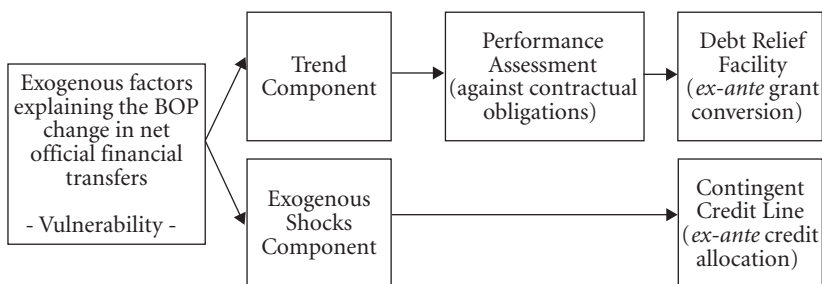 Exogenous factors
explaining the BOP
change in net
official financial
transfers
- Vulnerability -
Trend
Component
Performance
Assessment
(against contractual
obligations)
Debt Relief
Facility
(ex-ante grant
conversion)
Exogenous
Shocks
Component
Contingent
Credit Line
(ex-ante credit
allocation)